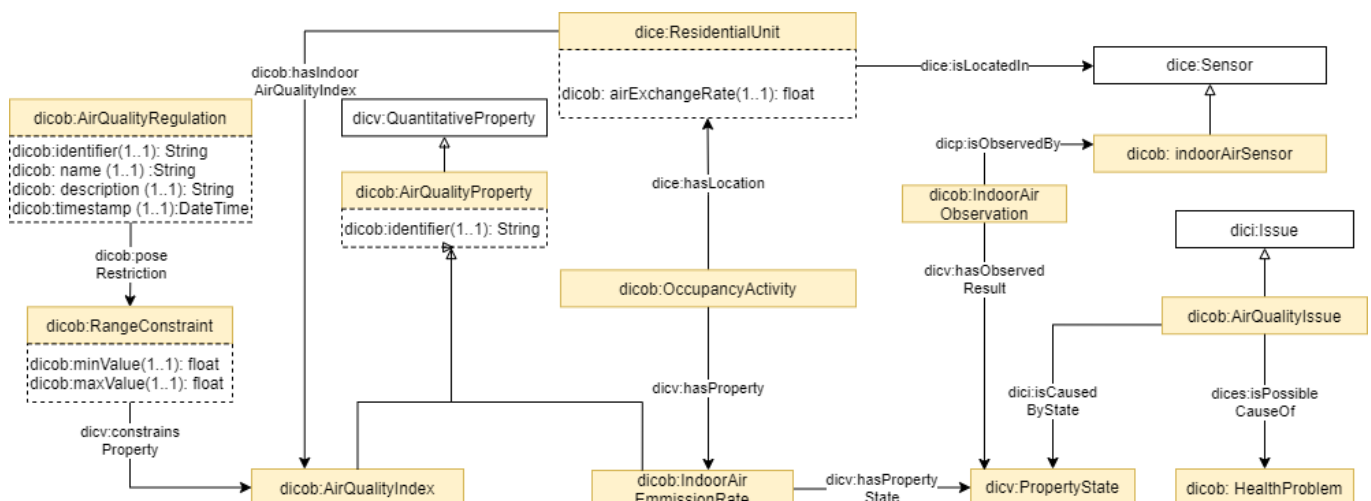 dice:ResidentialUnit
dicob: airExchangeRate(1..1): float
dicob:hasIndoor
AirQualityIndex
dice:isLocatedIn
dice:Sensor
dicob:AirQualityRegulation
dicob:identifier(1..1): String
dicob: name (1..1) :String
dicob: description (1..1): String
dicob:timestamp (1..1):DateTime
dicv:QuantitativeProperty
dicp:isObservedBy
dicob: indoorAirSensor
dicob:AirQualityProperty
dicob:identifier(1..1): String
dice:hasLocation
dicob:IndoorAir
Observation
dici:Issue
dicob:pose
Restriction
dicob:OccupancyActivity
dicv:hasObserved
Result
dicob:RangeConstraint
dicob:minValue(1..1): float
dicob:maxValue(1..1): float
dicob:AirQualityIssue
dicv:hasProperty
dici:isCaused
ByState
dices:isPossible
CauseOf
dicv:constrains
Property
dicob:AirQualityIndex
dicob:IndoorAir
EmmissionRate
dicv:hasProperty
State
dicv:PropertyState
dicob: HealthProblem